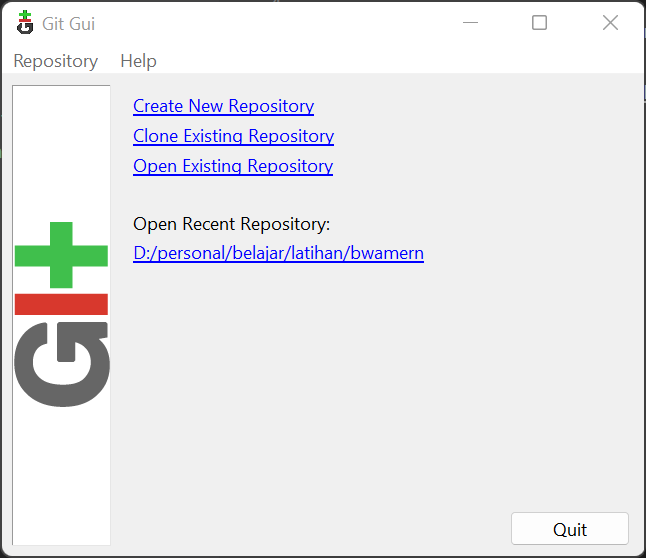 Git Gui
Repository Help
Create New Repository
Clone Existing Repository
Open Existing Repository
Open Recent Repository:
D:/personal/belajar/latihan/bwamern
Quit